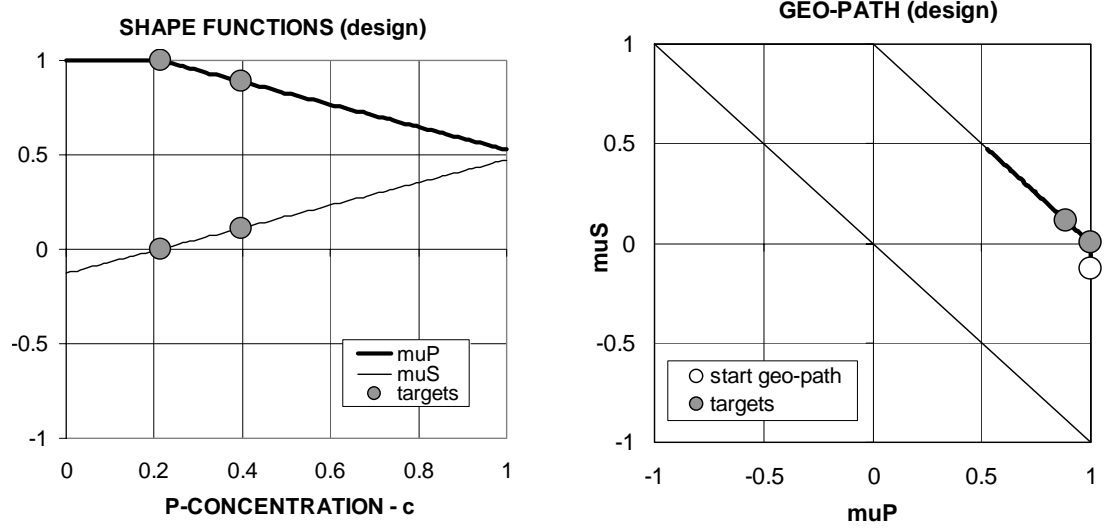 SHAPE FUNCTIONS (design)
1
0.5
0
-0.5
-1
0 0.2 0.4 0.6 0.8 1
P-CONCENTRATION - c
muP
muS
targets
GEO-PATH (design)
1
0.5
0
-0.5
-1
muS
-1 -0.5 0 0.5 1
muP
start geo-path
targets